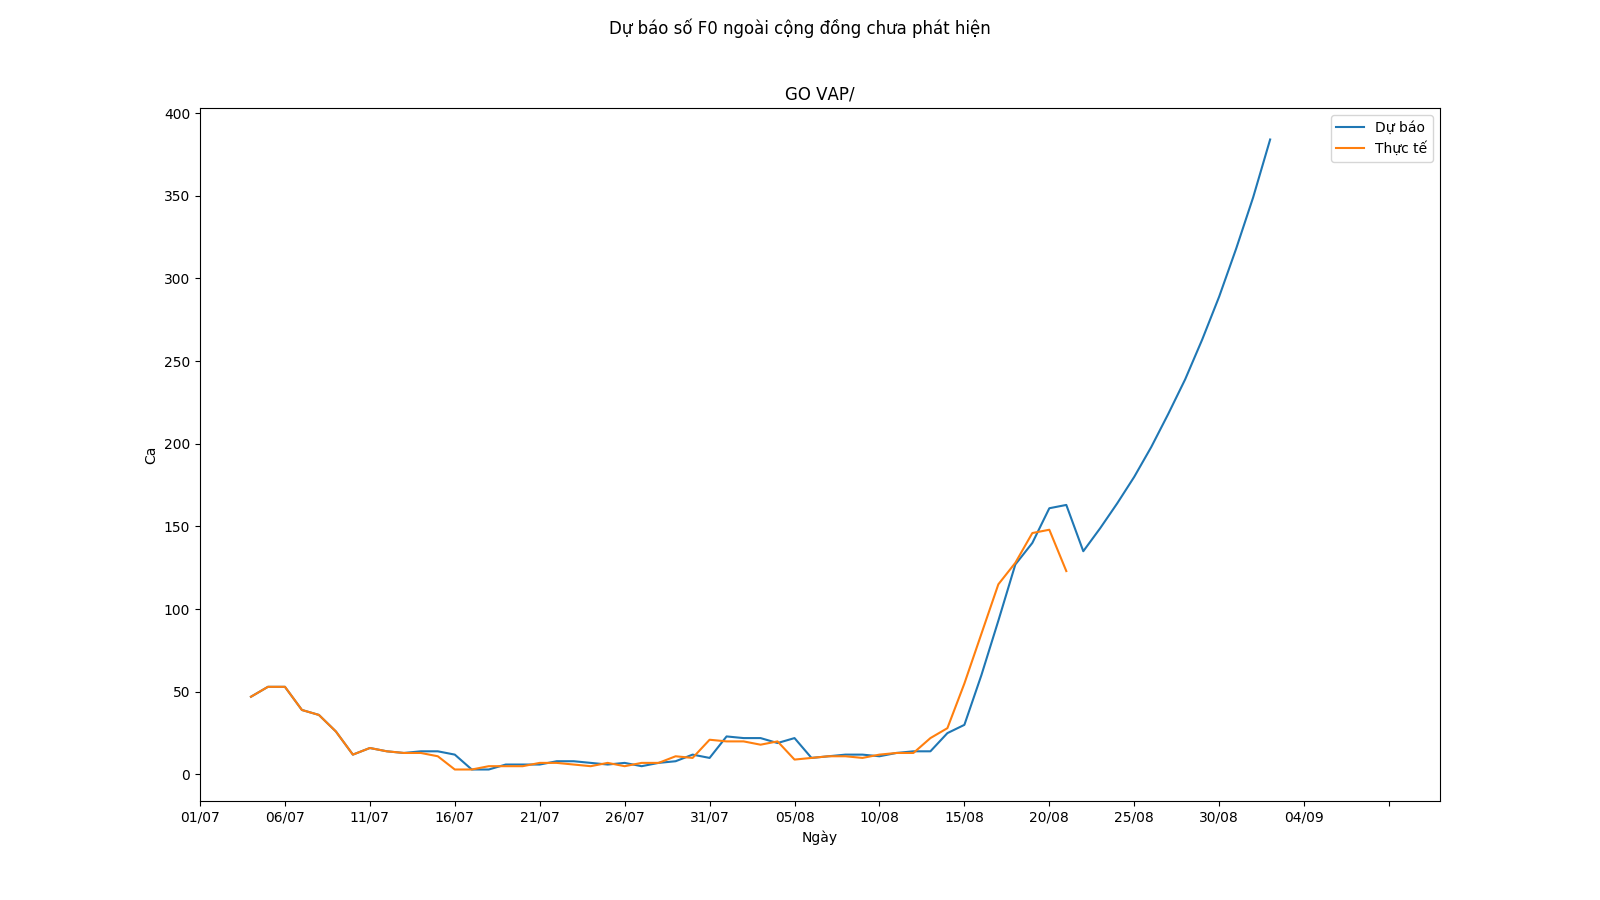 Dự báo số F0 ngoài cộng đồng chưa phát hiện
GO VAP/
400
350
300
250
200
150
100
50
0
Ca
Dự báo
Thực tế
01/07 06/07 11/07 16/07 21/07 26/07 31/07 05/08 10/08 15/08 20/08 25/08 30/08 04/09
Ngày